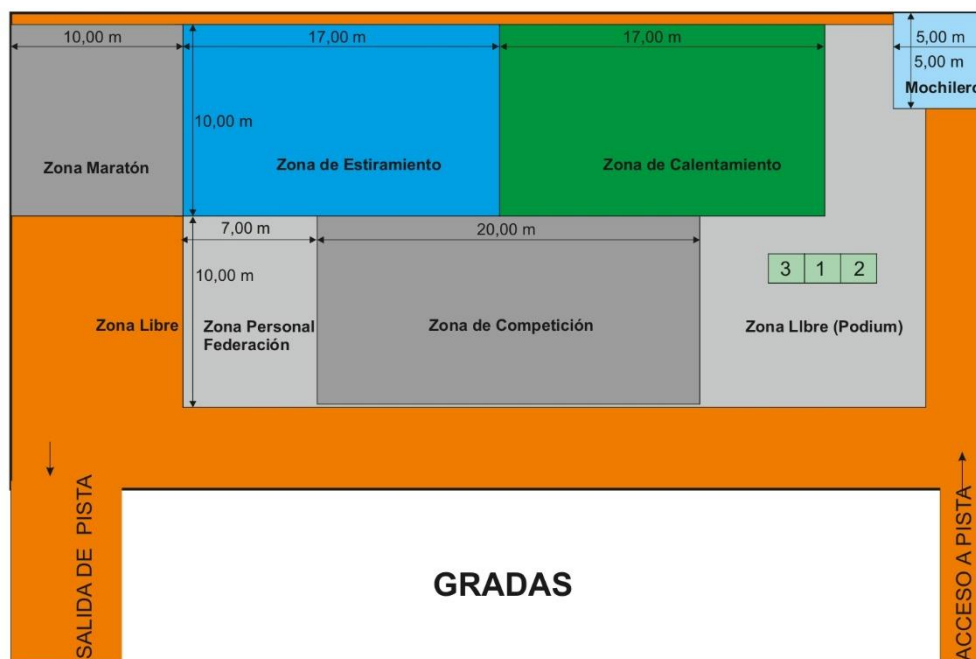 10,00 m
17,00 m
17,00 m
5,00 m
5,00 m
Mochilero
10,00 m
Zona Maratón
Zona de Estiramiento
Zona de Calentamiento
7,00 m
20,00 m
10,00 m
3 1 2
Zona Libre
Zona Personal
Federación
Zona de Competición
Zona LIbre (Podium)
SALIDA DE PISTA
GRADAS
ACCESO A PISTA